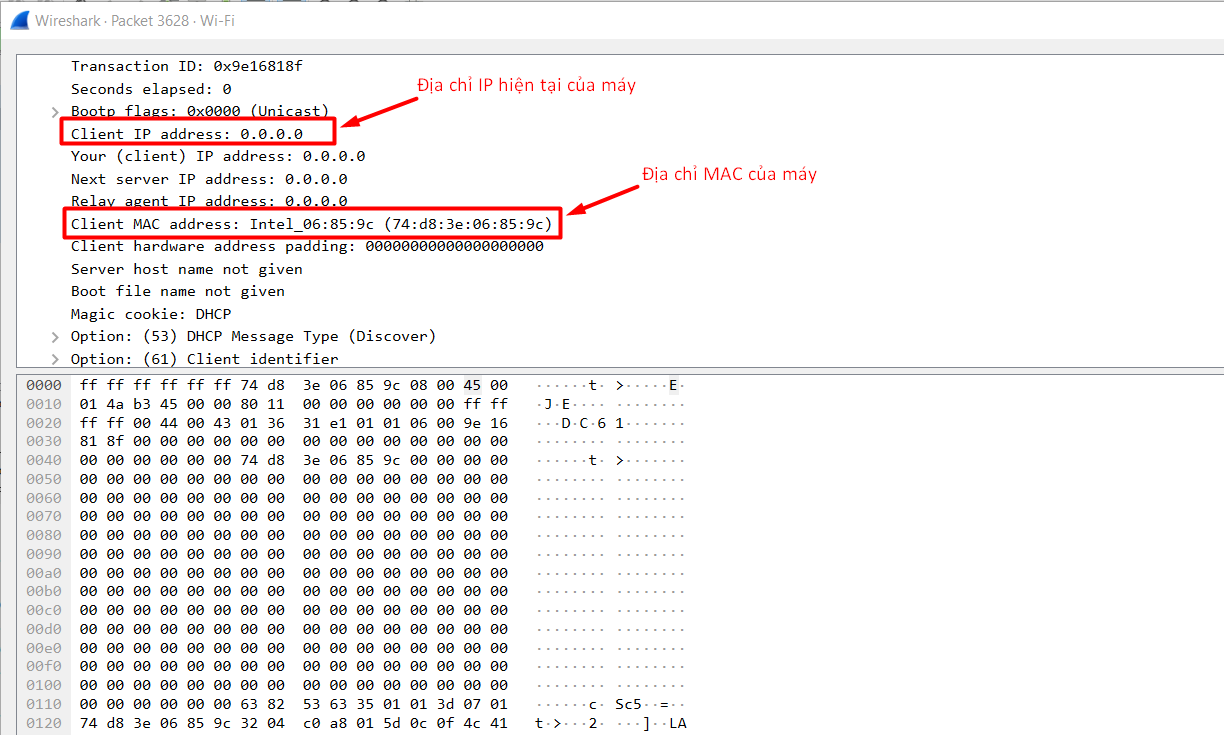 Wireshark · Packet 3628 · Wi-Fi
Transaction ID: 0x9e16818f
Seconds elapsed: 0
Địa chỉ IP hiện tại của máy
Bootp flags: 0x0000 (Unicast)
Client IP address: 0.0.0.0
Your (client) IP address: 0.0.0.0
Địa chỉ MAC của máy
Next server IP address: 0.0.0.0
Relay agent IP address: 0.0.0.0
Client MAC address: Intel_06:85:9c (74:d8:3e:06:85:9c)
Client hardware address padding: 00000000000000000000
Server host name not given
Boot file name not given
Magic cookie: DHCP
Option: (53) DHCP Message Type (Discover)
Option: (61) Client identifier
0000 ff ff ff ff ff ff 74 d8 3e 06 85 9c 08 00 45 00 ······t· >·····E·
0010 01 4a b3 45 00 00 80 11 00 00 00 00 00 00 ff ff ·J·E···· ········
0020 ff ff 00 44 00 43 01 36 31 e1 01 01 06 00 9e 16 ···D·C·6 1·······
0030 81 8f 00 00 00 00 00 00 00 00 00 00 00 00 00 00 ········ ········
0040 00 00 00 00 00 00 74 d8 3e 06 85 9c 00 00 00 00 ······t· >·······
0050 00 00 00 00 00 00 00 00 00 00 00 00 00 00 00 00 ········ ········
0060 00 00 00 00 00 00 00 00 00 00 00 00 00 00 00 00 ········ ········
0070 00 00 00 00 00 00 00 00 00 00 00 00 00 00 00 00 ········ ········
0080 00 00 00 00 00 00 00 00 00 00 00 00 00 00 00 00 ········ ········
0090 00 00 00 00 00 00 00 00 00 00 00 00 00 00 00 00 ········ ········
00a0 00 00 00 00 00 00 00 00 00 00 00 00 00 00 00 00 ········ ········
00b0 00 00 00 00 00 00 00 00 00 00 00 00 00 00 00 00 ········ ········
00c0 00 00 00 00 00 00 00 00 00 00 00 00 00 00 00 00 ········ ········
00d0 00 00 00 00 00 00 00 00 00 00 00 00 00 00 00 00 ········ ········
00e0 00 00 00 00 00 00 00 00 00 00 00 00 00 00 00 00 ········ ········
00f0 00 00 00 00 00 00 00 00 00 00 00 00 00 00 00 00 ········ ········
0100 00 00 00 00 00 00 00 00 00 00 00 00 00 00 00 00 ········ ········
0110 00 00 00 00 00 00 63 82 53 63 35 01 01 3d 07 01 ······c· Sc5··=··
0120 74 d8 3e 06 85 9c 32 04 c0 a8 01 5d 0c 0f 4c 41 t·>···2· ···]··LA